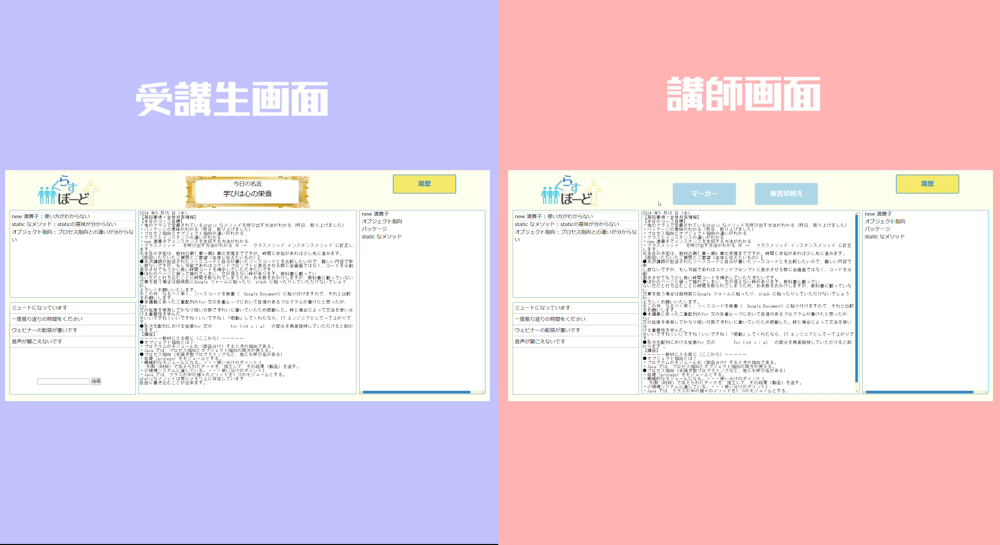 受講生画面
くらす
ぼーど
今日の名言
学びは心の栄養
履歴
new 演算子 : 使い方がわからない
static なメソッド : staticの意味が分からない
オブジェクト指向 : プロセス指向との違いが分からな
い
ミュートになっています
一度振り返りの時間をください
ウェビナーの配信が重いです
音声が聞こえないです
送信
2024 年5 月15 日 (水)
【周知事項・全体共有情報】
【本日のコース目標】
・他のクラスで定義されているstatic なメソッドを呼び出す方法がわかる (昨日、取り上げました)
・パッケージの意味がわかる (昨日、取り上げました)
・プロセス指向とオブジェクト指向の違いがわかる
・クラスとインスタンスの違いがわかる
・new 演算子でインスタンスを生成する方法がわかる
・クラスメソッド を呼び出す方法がわかる ※ → クラスメソッド インスタンスメソッド に訂正し
ます。
※本日の予定は、教材の第7 章～第8 章の末尾までですが、時間に余裕があれば少し先に進みます。
【前回いただいたご質問とご要望 (全体に伝えたいもの) 】
●矢沢講師が記述されたソースコードと自分が書いたソースコードとを比較したいので、難しい内容で申
し訳ないですが、もし可能であればコマンドプロンプトに表示させる際に全画面ではなく、コードを分割
表示させてもう少し長い時間コードを掲示していただきたいです。
●ほかのページと被って隠れてしまい、文が見えない時があります。教科書に載ってい
ない文だと打ち込むことに時間を取られてしまうため、お手数をおかけしますが、教科書に載っていない
文章を扱う場合は説明前にGoogle フォームに貼ったり、slack に貼ったりしていただけないでしょう
か。
よろしくお願いいたします。
※この件、なるべく早く、ソースコードを板書 ( Google Document) に貼り付けますので、それと比較
をお願いします。
●本講義にあった二重配列のfor 文の多重ループにおいて自信のあるプログラムが書けたと思ったが、
for
文の拡張を使用してかなり短い行数できれいに書いていたため感動した。時と場合によって文法を使い分
ける重要性を学んだ。
※いいですね！いいですね！いいですね！「感動」してくれたなら、IT エンジニアとして一丁上がりで
す。
●多次元配列における拡張for 文の for (int x : a) の部分を再度説明していただけると助か
ります 。
【講座】
－－－－－教材に入る前に (ここから) －－－－－
●オブジェクト指向とは？
・プログラムのモジュール化 (部品分け) するときの指向である。
・Java では、プロセス指向とオブジェクト指向の両方が使える。
●プロセス指向 (手続き型プログラミングなど、他にも呼び名がある)
・処理 (process) をモジュールとする。
・機械的なモジュールになる。・・・使い分けのポイント１
引数 (材料) で与えられたデータを、加工して、その結果 (製品) を返す。
・小規模システムに適している。・・・使い分けのポイント2
・Java では、クラスの中の個々のメソッドを1 つのモジュールとする。
staticなメソットは常にメモリ上に存在しています
自由に書き込むことが出来ます。
new 演算子
オブジェクト指向
パッケージ
static なメソッド
講師画面
くらす
ぼーど
マーカー
板書切替え
履歴
new 演算子 : 使い方がわからない
static なメソッド : staticの意味が分からない
オブジェクト指向 : プロセス指向との違いが分からな
い
ミュートになっています
一度振り返りの時間をください
ウェビナーの配信が重いです
音声が聞こえないです
2024 年5 月15 日 (水)
【周知事項・全体共有情報】
【本日のコース目標】
・他のクラスで定義されているstatic なメソッドを呼び出す方法がわかる (昨日、取り上げました)
・パッケージの意味がわかる (昨日、取り上げました)
・プロセス指向とオブジェクト指向の違いがわかる
・クラスとインスタンスの違いがわかる
・new 演算子でインスタンスを生成する方法がわかる
・クラスメソッド を呼び出す方法がわかる ※ → クラスメソッド インスタンスメソッド に訂正
します。
※本日の予定は、教材の第7 章～第8 章の末尾までですが、時間に余裕があれば少し先に進みます。
【前回いただいたご質問とご要望 (全体に伝えたいもの) 】
●矢沢講師が記述されたソースコードと自分が書いたソースコードとを比較したいので、難しい内容で
申
し訳ないですが、もし可能であればコマンドプロンプトに表示させる際に全画面ではなく、コードを分
割
表示させてもう少し長い時間コードを掲示していただきたいです。
●ほかのページと被って隠れてしまい、文が見えない時があります。教科書に載ってい
ない文だと打ち込むことに時間を取られてしまうため、お手数をおかけしますが、教科書に載っていな
い
文章を扱う場合は説明前にGoogle フォームに貼ったり、slack に貼ったりしていただけないでしょう
か。
よろしくお願いいたします。
※この件、なるべく早く、ソースコードを板書 ( Google Document) に貼り付けますので、それと比較
をお願いします。
●本講義にあった二重配列のfor 文の多重ループにおいて自信のあるプログラムが書けたと思ったが、
for
文の拡張を使用してかなり短い行数できれいに書いていたため感動した。時と場合によって文法を使い
分
ける重要性を学んだ。
※いいですね！いいですね！いいですね！「感動」してくれたなら、IT エンジニアとして一丁上がりで
す。
●多次元配列における拡張for 文の for (int x : a) の部分を再度説明していただけると助
かります 。
【講座】
－－－－－教材に入る前に (ここから) －－－－－
●オブジェクト指向とは？
・プログラムのモジュール化 (部品分け) するときの指向である。
・Java では、プロセス指向とオブジェクト指向の両方が使える。
●プロセス指向 (手続き型プログラミングなど、他にも呼び名がある)
・処理 (process) をモジュールとする。
・機械的なモジュールになる。・・・使い分けのポイント１
引数 (材料) で与えられたデータを、加工して、その結果 (製品) を返す。
・小規模システムに適している。・・・使い分けのポイント2
・Java では、クラスの中の個々のメソッドを1 つのモジュールとする。
new 演算子
オブジェクト指向
パッケージ
static なメソッド